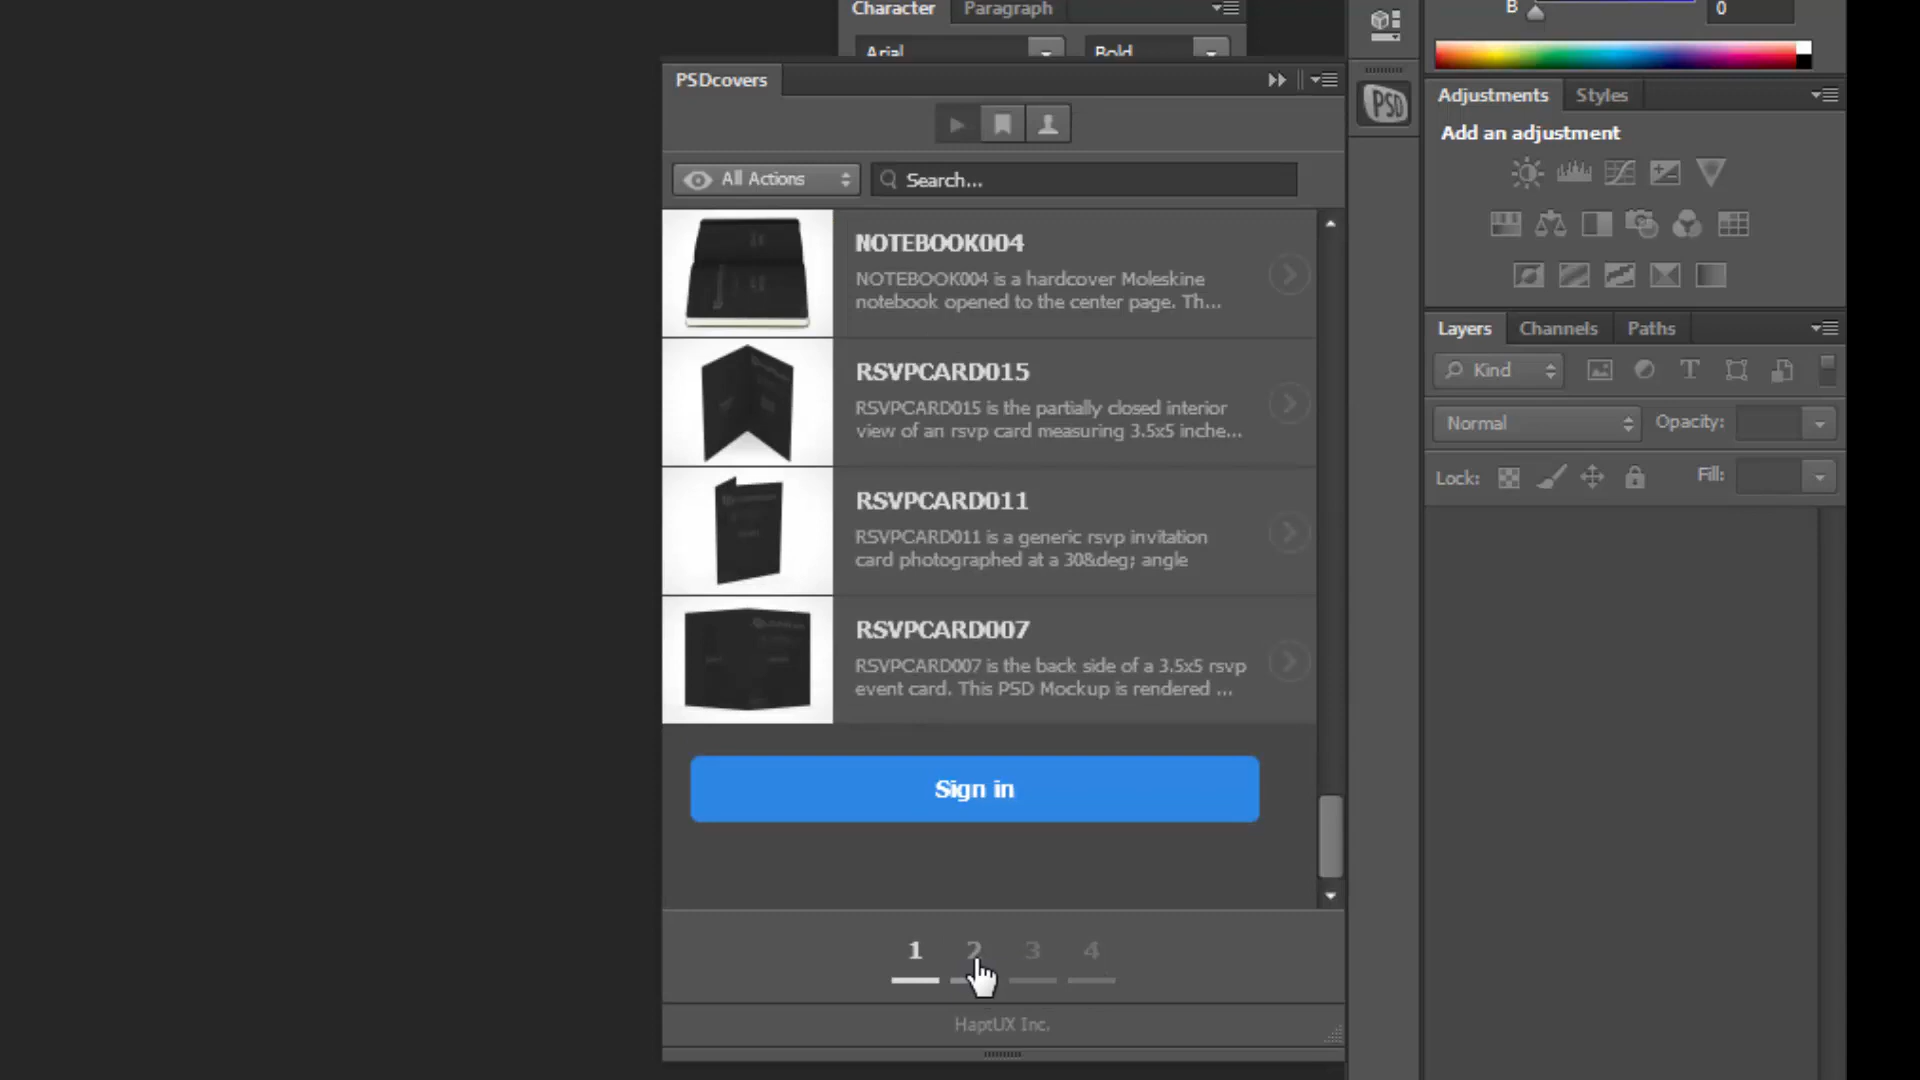 Character
Paragraph
Arial
Bold
B
0
PSDcovers
PSD
Adjustments
Styles
Add an adjustment
All Actions
Search...
NOTEBOOK004
NOTEBOOK004 is a hardcover Moleskine
notebook opened to the center page. Th...
RSVPCARD015
RSVPCARD015 is the partially closed interior
view of an rsvp card measuring 3.5x5 inche...
RSVPCARD011
RSVPCARD011 is a generic rsvp invitation
card photographed at a 30&deg; angle
RSVPCARD007
RSVPCARD007 is the back side of a 3.5x5 rsvp
event card. This PSD Mockup is rendered ...
Sign in
1 2 3 4
HaptUX Inc.
Layers
Channels
Paths
Kind
T
Normal
Opacity:
Lock:
Fill: